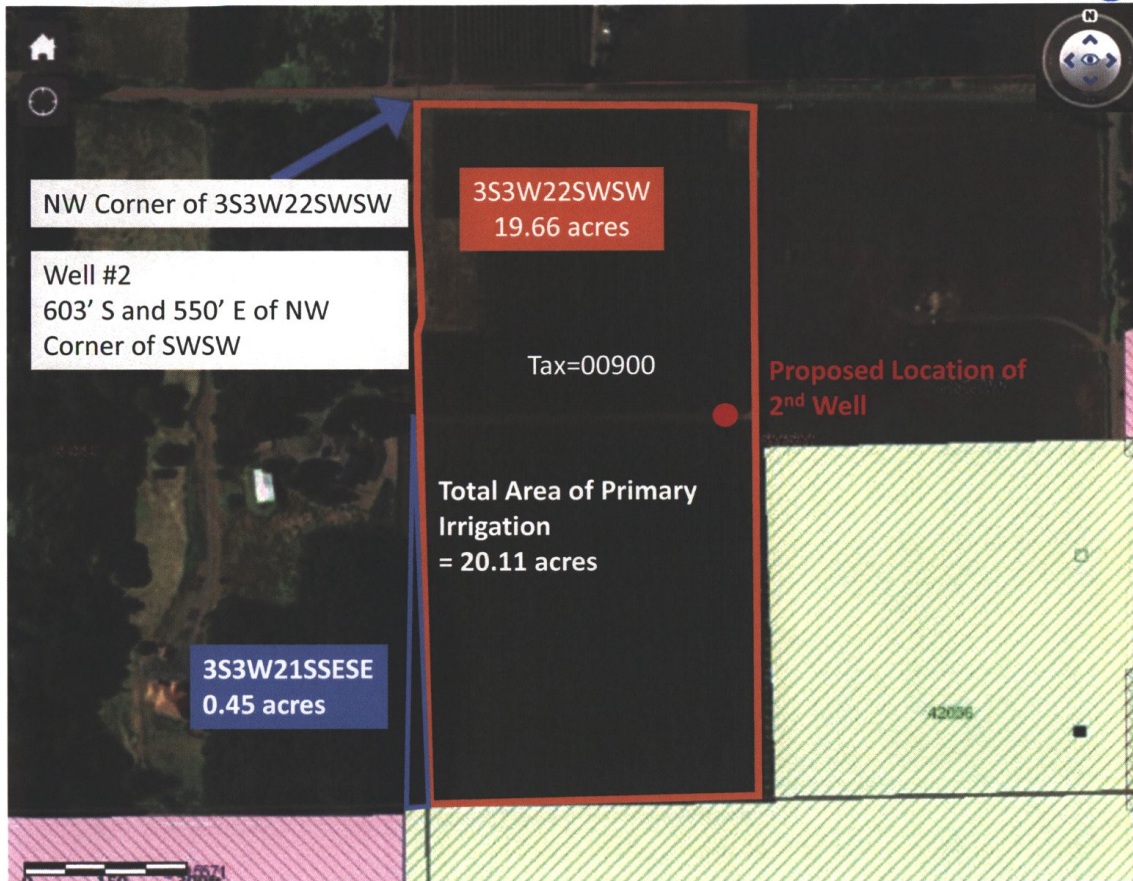 N
NW Corner of 3S3W22SWSW
3S3W22SWSW
19.66 acres
Well #2
603' S and 550' E of NW
Corner of SWSW
Tax=00900
Proposed Location of
2nd Well
Total Area of Primary
Irrigation
= 20.11 acres
3S3W21SSESE
0.45 acres
42056